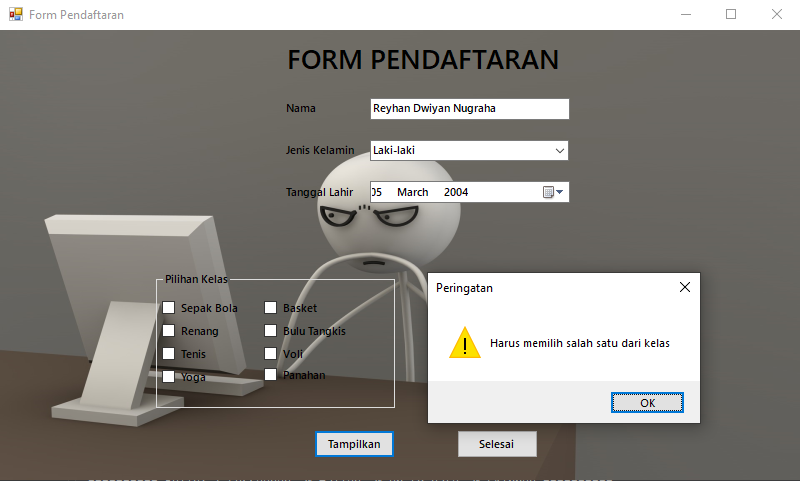 Form Pendaftaran
FORM PENDAFTARAN
Nama
Reyhan Dwiyan Nugraha
Jenis Kelamin
Laki-laki
Tanggal Lahir
05 March 2004
Pilihan Kelas
Sepak Bola
Basket
Renang
Bulu Tangkis
Tenis
Voli
Yoga
Panahan
Peringatan
Harus memilih salah satu dari kelas
OK
Tampilkan
Selesai